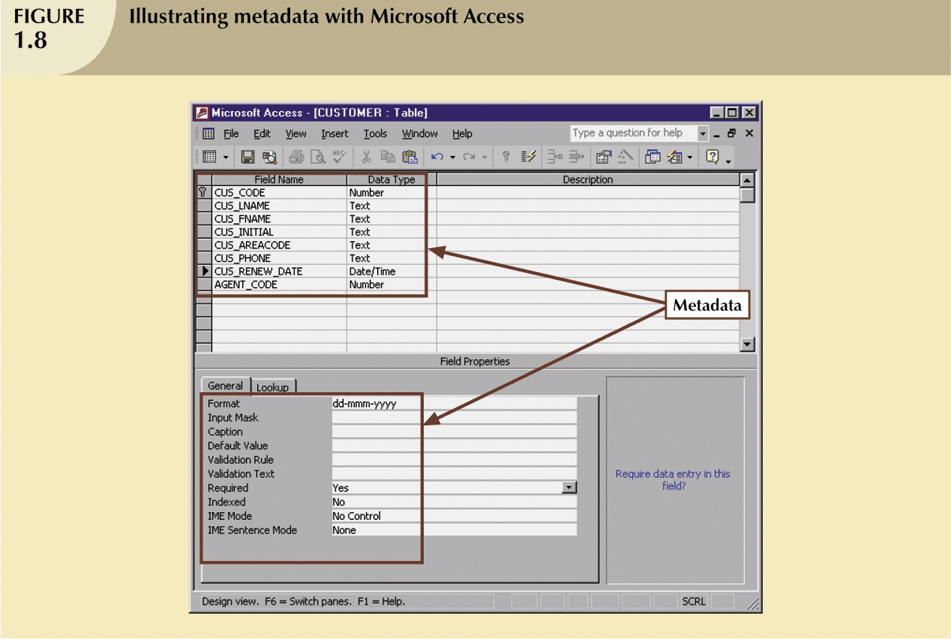 FIGURE
1.8
Illustrating metadata with Microsoft Access
Microsoft Access - [CUSTOMER : Table]
File Edit View Insert Tools Window Help
Type a question for help
Field Name Data Type Description
CUS_CODE Number
CUS_LNAME Text
CUS_FNAME Text
CUS_INITIAL Text
CUS_AREACODE Text
CUS_PHONE Text
CUS_RENEW_DATE Date/Time
AGENT_CODE Number
Metadata
Field Properties
General Lookup
Format dd-mmm-yyyy
Input Mask
Caption
Default Value
Validation Rule
Validation Text
Required Yes
Indexed No
IME Mode No Control
IME Sentence Mode None
Require data entry in this
field?
Design view. F6 = Switch panes. F1 = Help.
SCRL